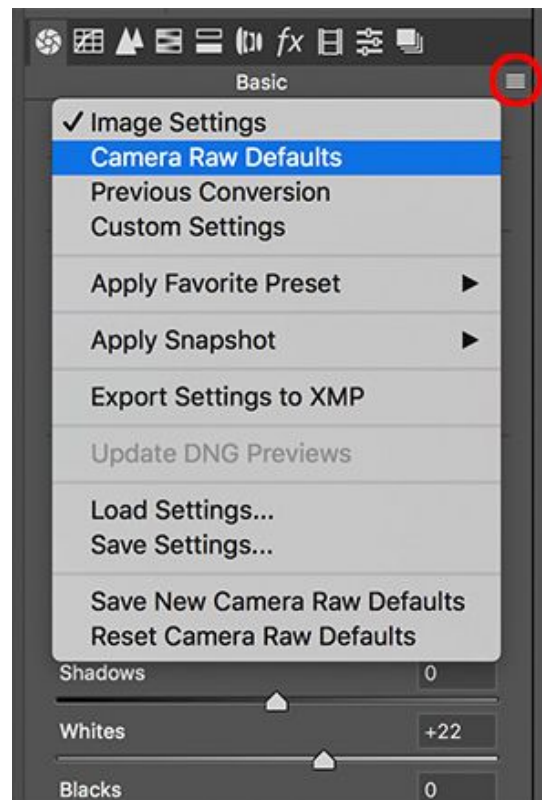 fx
Basic
✓ Image Settings
Camera Raw Defaults
Previous Conversion
Custom Settings
Apply Favorite Preset ▶
Apply Snapshot ▶
Export Settings to XMP
Update DNG Previews
Load Settings...
Save Settings...
Save New Camera Raw Defaults
Reset Camera Raw Defaults
Shadows 0
Whites +22
Blacks 0